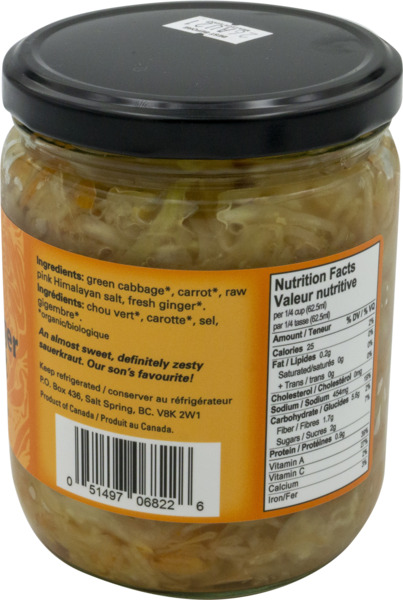 er
Ingredients: green cabbage*, carrot*, raw
pink Himalayan salt, fresh ginger*.
Ingrédients: chou vert*, carotte*, sel,
gigembre*.
*organic/biologique
An almost sweet, definitely zesty
sauerkraut. Our son's favourite!
Keep refrigerated / conserver au réfrigérateur
P.O. Box 436, Salt Spring, BC. V8K 2W1
Product of Canada / Produit au Canada.
0 51497 06822 6
Nutrition Facts
Valeur nutritive
per 1/4 cup (62.5ml)
par 1/4 tasse (62.5ml)
Amount / Teneur % DV / % VQ
Calories 25
Fat / Lipides 0.2g
Saturated/saturés 0g
+ Trans / trans 0g
Cholesterol / Cholestérol 0mg
Sodium / Sodium 454mg
Carbohydrate / Glucides 5.6g
Fiber / Fibres 1.7g
Sugars / Sucres 2g
Protein / Protéines 0.9g
Vitamin A
Vitamin C
Calcium
Iron/Fer